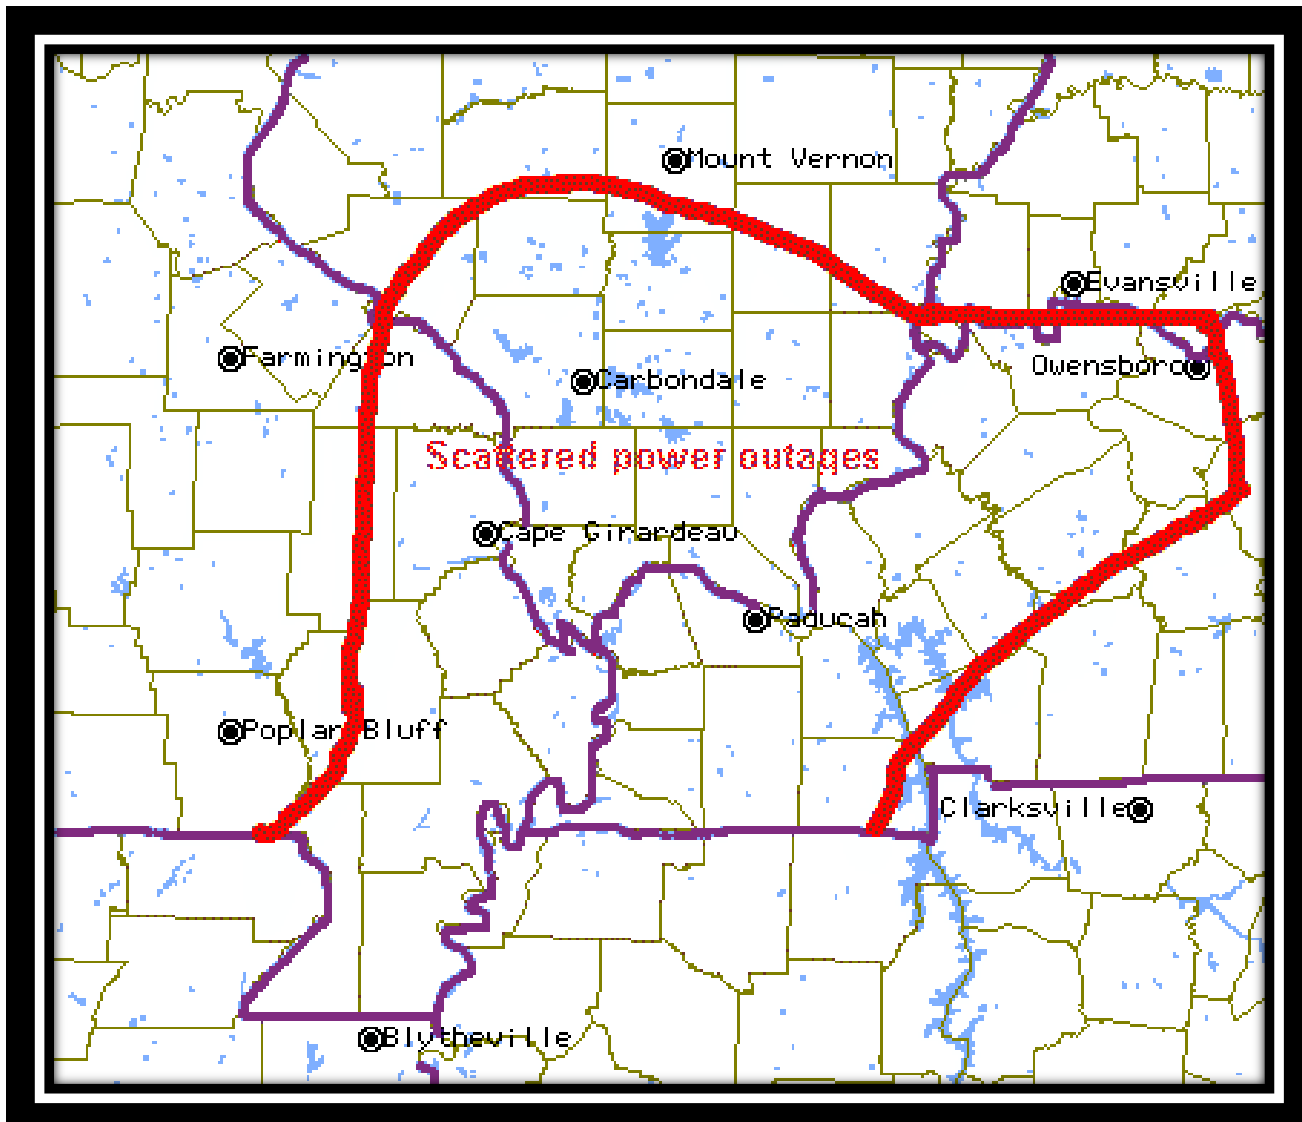 Mount Vernon
Evansville
Farmington
Owensboro
Carbondale
Scattered power outages
Cape Girardeau
Paducah
Poplar Bluff
Clarksville
Blytheville